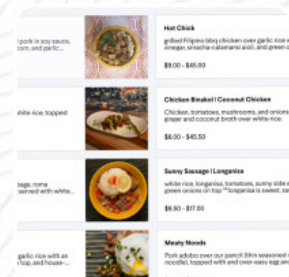 pork in soy sauce,
corn, and garlic...
Hot Chick
grilled Filipino bbq chicken over garlic rice w
vinegar, sriracha-calamansi aioli, and green o
$9.00 - $45.00
white rice, topped
Chicken Binakol | Coconut Chicken
Chicken, tomatoes, mushrooms, and onions
ginger and coconut broth over white rice.
$8.00 - $45.50
roma
served with white...
Sunny Sausage | Longanisa
white rice, longanisa, tomatoes, sunny side e
green onions on top **longanisa is sweet, sa
$8.50 - $17.00
garlic rice with an
top, and house-...
Meaty Noods
Pork adobo over our pancit (thin seasoned
noodle), topped with and over-easy egg an